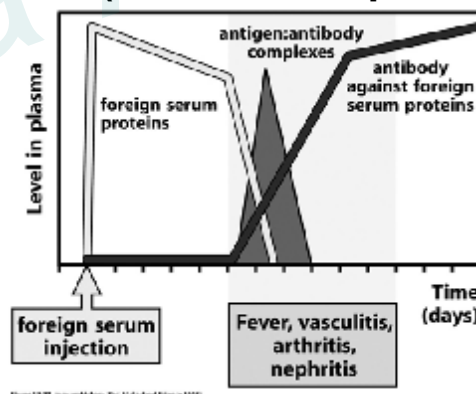 antigen:antibody
complexes
foreign serum
proteins
antibody
against foreign
serum proteins
Level in plasma
Time
(days)
foreign serum
injection
Fever, vasculitis,
arthritis,
nephritis